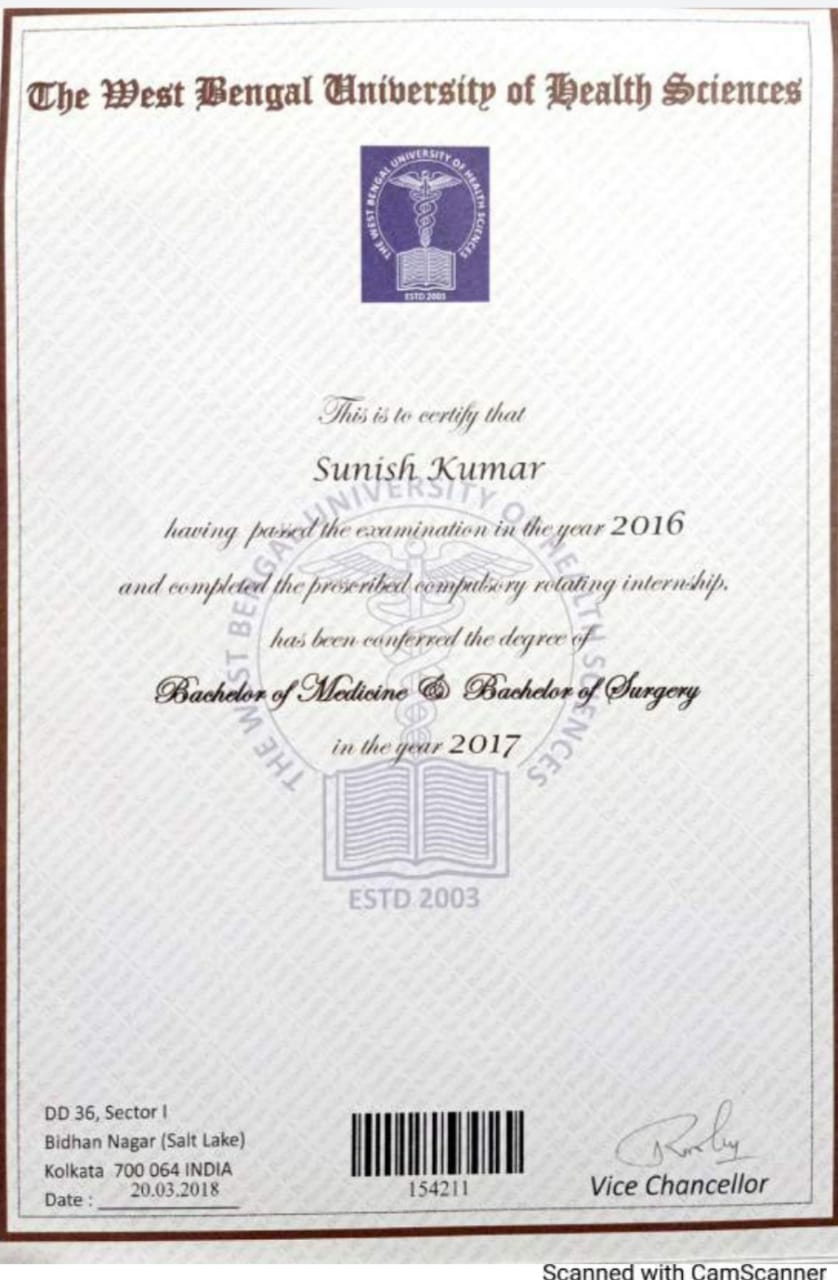 The West Bengal University of Health Sciences
THE WEST BENGAL UNIVERSITY OF HEALTH SCIENCES
ESTD 2003
This is to certify that
Sunish Kumar
having passed the examination in the year 2016
and completed the prescribed compulsory rotating internship.
has been conferred the degree of
Bachelor of Medicine & Bachelor of Surgery
in the year 2017
THE WEST BENGAL UNIVERSITY OF HEALTH SCIENCES
ESTD 2003
DD 36, Sector I
Bidhan Nagar (Salt Lake)
Kolkata 700 064 INDIA
Date : 20.03.2018
154211
Vice Chancellor
Scanned with CamScanner